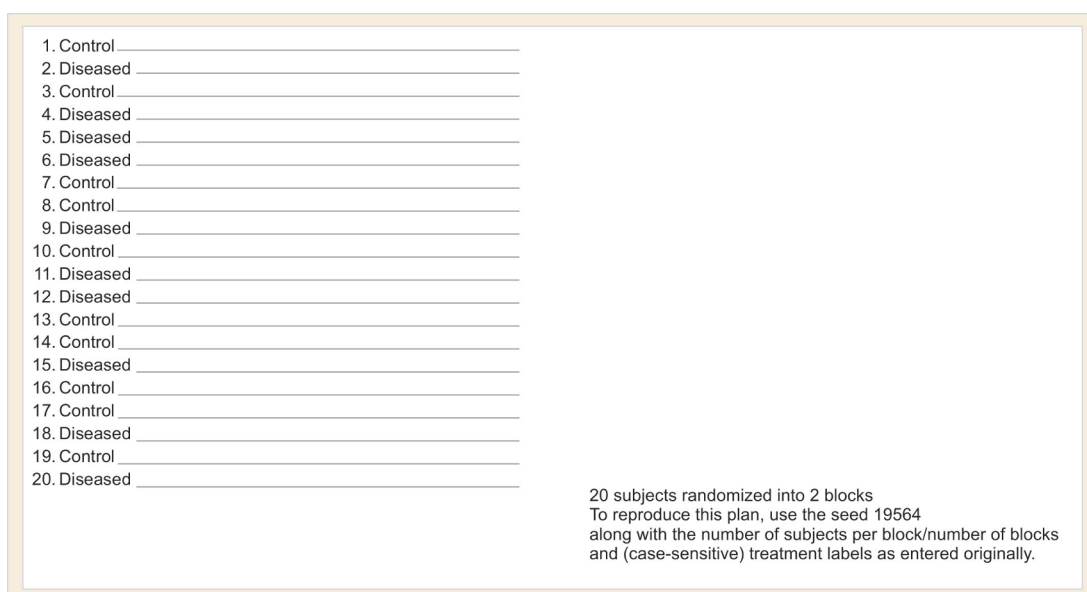 1. Control
2. Diseased
3. Control
4. Diseased
5. Diseased
6. Diseased
7. Control
8. Control
9. Diseased
10. Control
11. Diseased
12. Diseased
13. Control
14. Control
15. Diseased
16. Control
17. Control
18. Diseased
19. Control
20. Diseased
20 subjects randomized into 2 blocks
To reproduce this plan, use the seed 19564
along with the number of subjects per block/number of blocks
and (case-sensitive) treatment labels as entered originally.